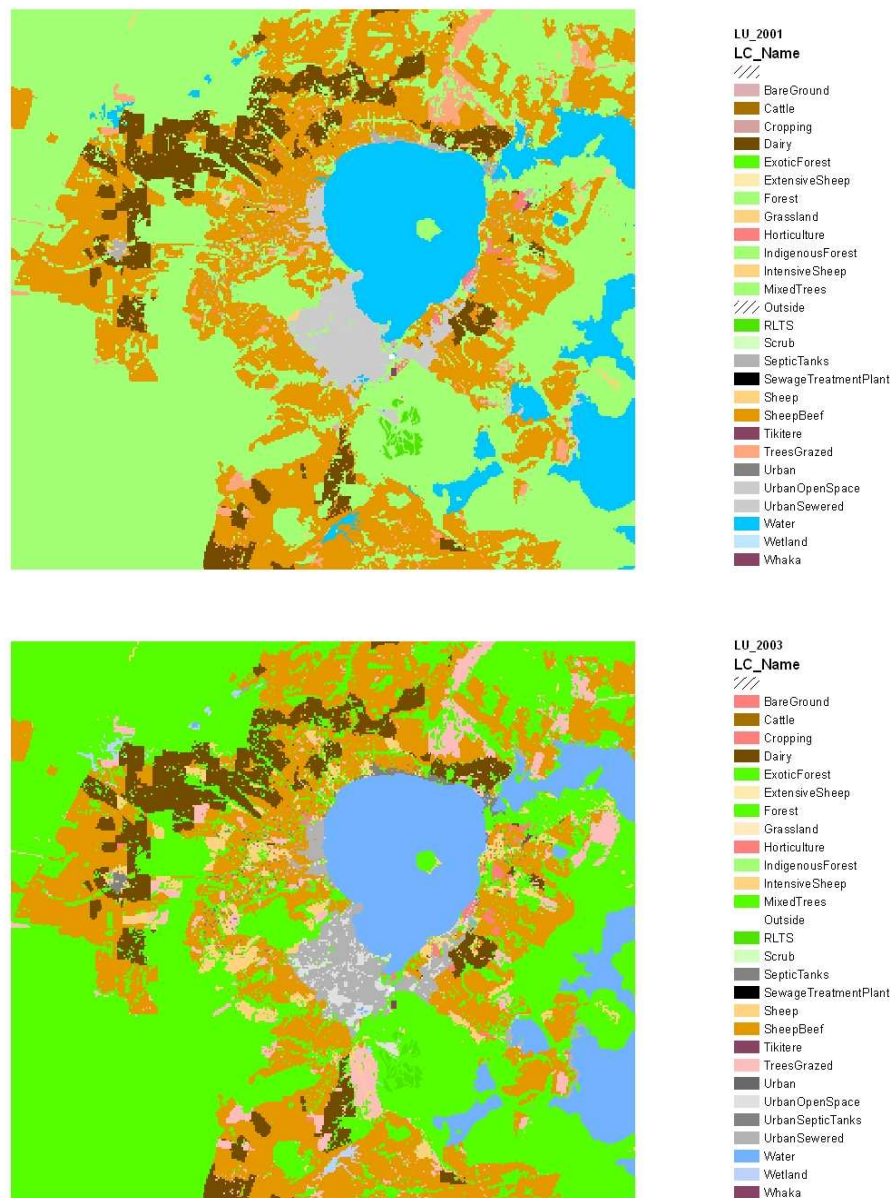 LU_2001
LC_Name
BareGround
Cattle
Cropping
Dairy
ExoticForest
ExtensiveSheep
Forest
Grassland
Horticulture
IndigenousForest
IntensiveSheep
MixedTrees
Outside
RLTS
Scrub
SepticTanks
SewageTreatmentPlant
Sheep
SheepBeef
Tikitere
TreesGrazed
Urban
UrbanOpenSpace
UrbanSewered
Water
Wetland
Whaka
LU_2003
LC_Name
BareGround
Cattle
Cropping
Dairy
ExoticForest
ExtensiveSheep
Forest
Grassland
Horticulture
IndigenousForest
IntensiveSheep
MixedTrees
Outside
RLTS
Scrub
SepticTanks
SewageTreatmentPlant
Sheep
SheepBeef
Tikitere
TreesGrazed
Urban
UrbanOpenSpace
UrbanSepticTanks
UrbanSewered
Water
Wetland
Whaka